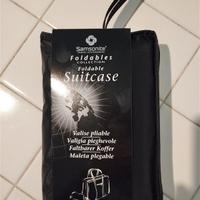 Samsonite
Foldables
COLLECTION
Foldable
Suitcase
Valise pliable
Valigia pieghevole
Faltbarer Koffer
Maleta plegable